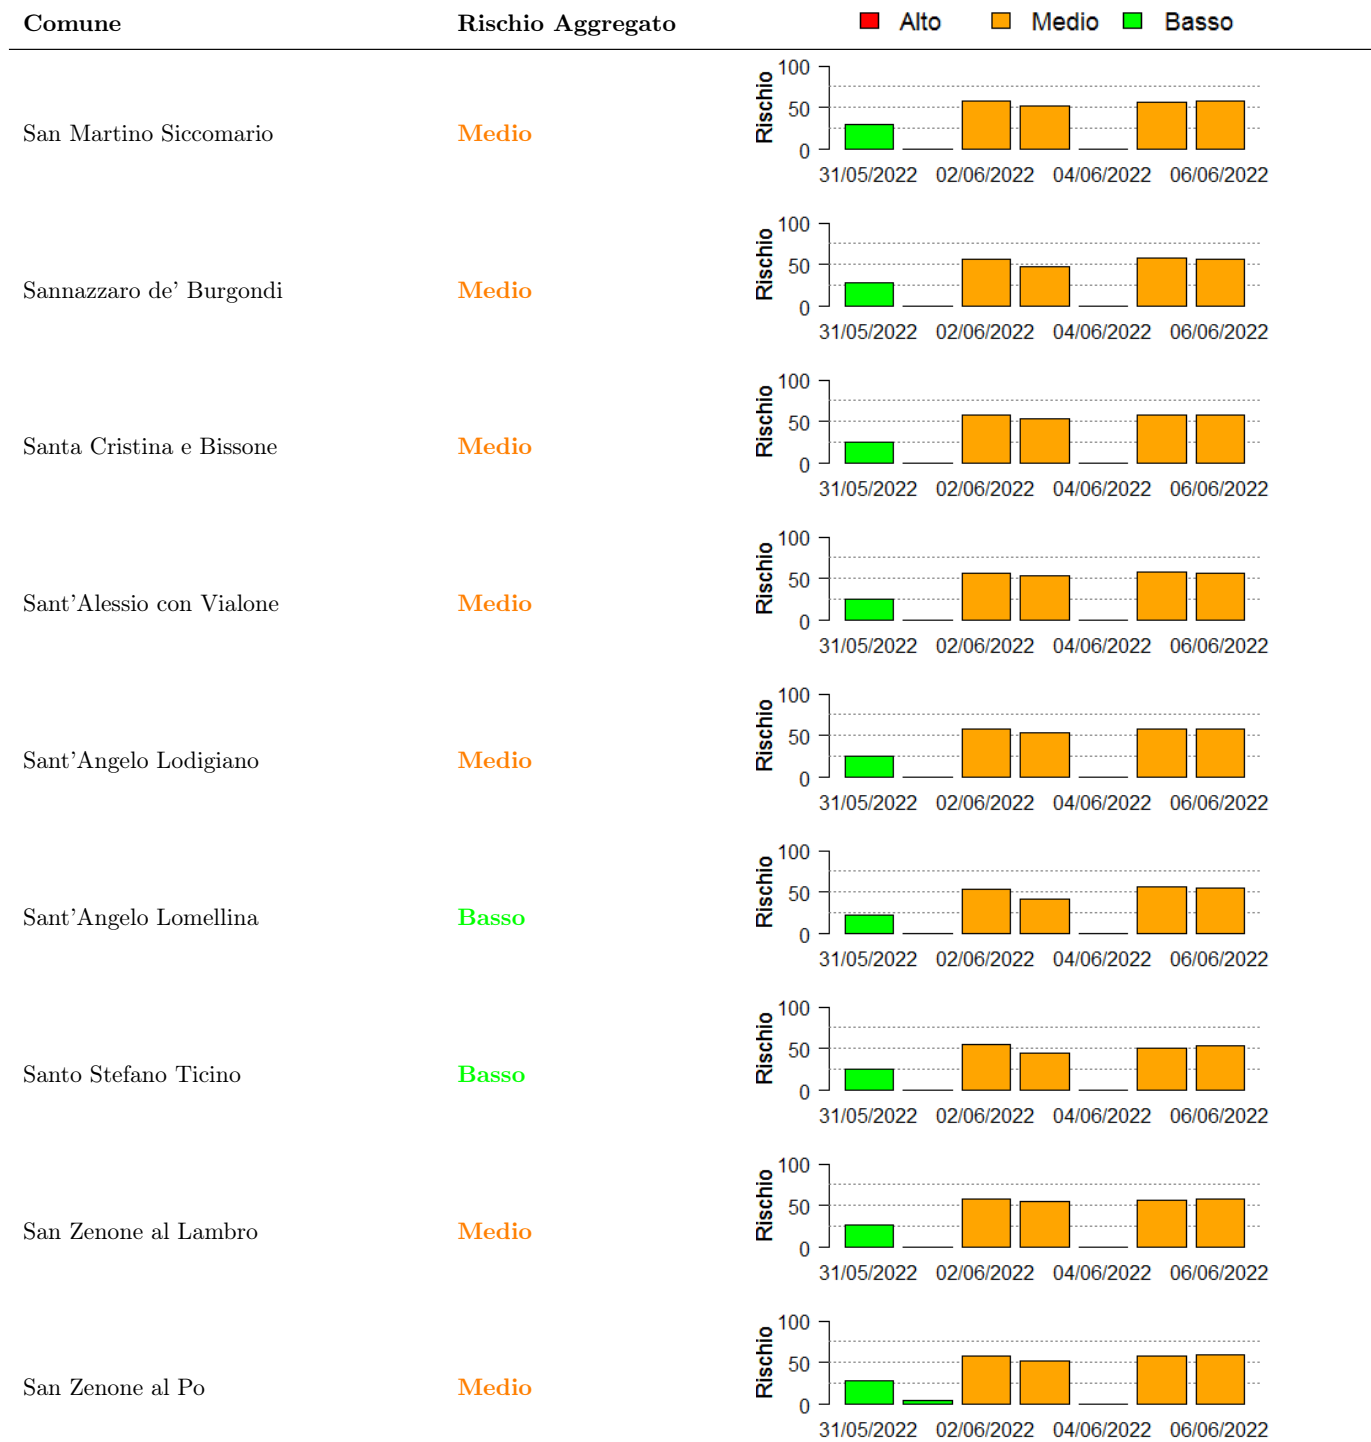 Comune Rischio Aggregato Alto Medio Basso
100
50
0
Rischio
San Martino Siccomario Medio
31/05/2022 02/06/2022 04/06/2022 06/06/2022
100
50
0
Rischio
Sannazzaro de' Burgondi Medio
31/05/2022 02/06/2022 04/06/2022 06/06/2022
100
50
0
Rischio
Santa Cristina e Bissone Medio
31/05/2022 02/06/2022 04/06/2022 06/06/2022
100
50
0
Rischio
Sant'Alessio con Vialone Medio
31/05/2022 02/06/2022 04/06/2022 06/06/2022
100
50
0
Rischio
Sant'Angelo Lodigiano Medio
31/05/2022 02/06/2022 04/06/2022 06/06/2022
100
50
0
Rischio
Sant'Angelo Lomellina Basso
31/05/2022 02/06/2022 04/06/2022 06/06/2022
100
50
0
Rischio
Santo Stefano Ticino Basso
31/05/2022 02/06/2022 04/06/2022 06/06/2022
100
50
0
Rischio
San Zenone al Lambro Medio
31/05/2022 02/06/2022 04/06/2022 06/06/2022
100
50
0
Rischio
San Zenone al Po Medio
31/05/2022 02/06/2022 04/06/2022 06/06/2022